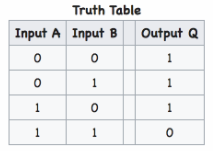 Truth Table
Input A Input B Output Q
0 0 1
0 1 1
1 0 1
1 1 0